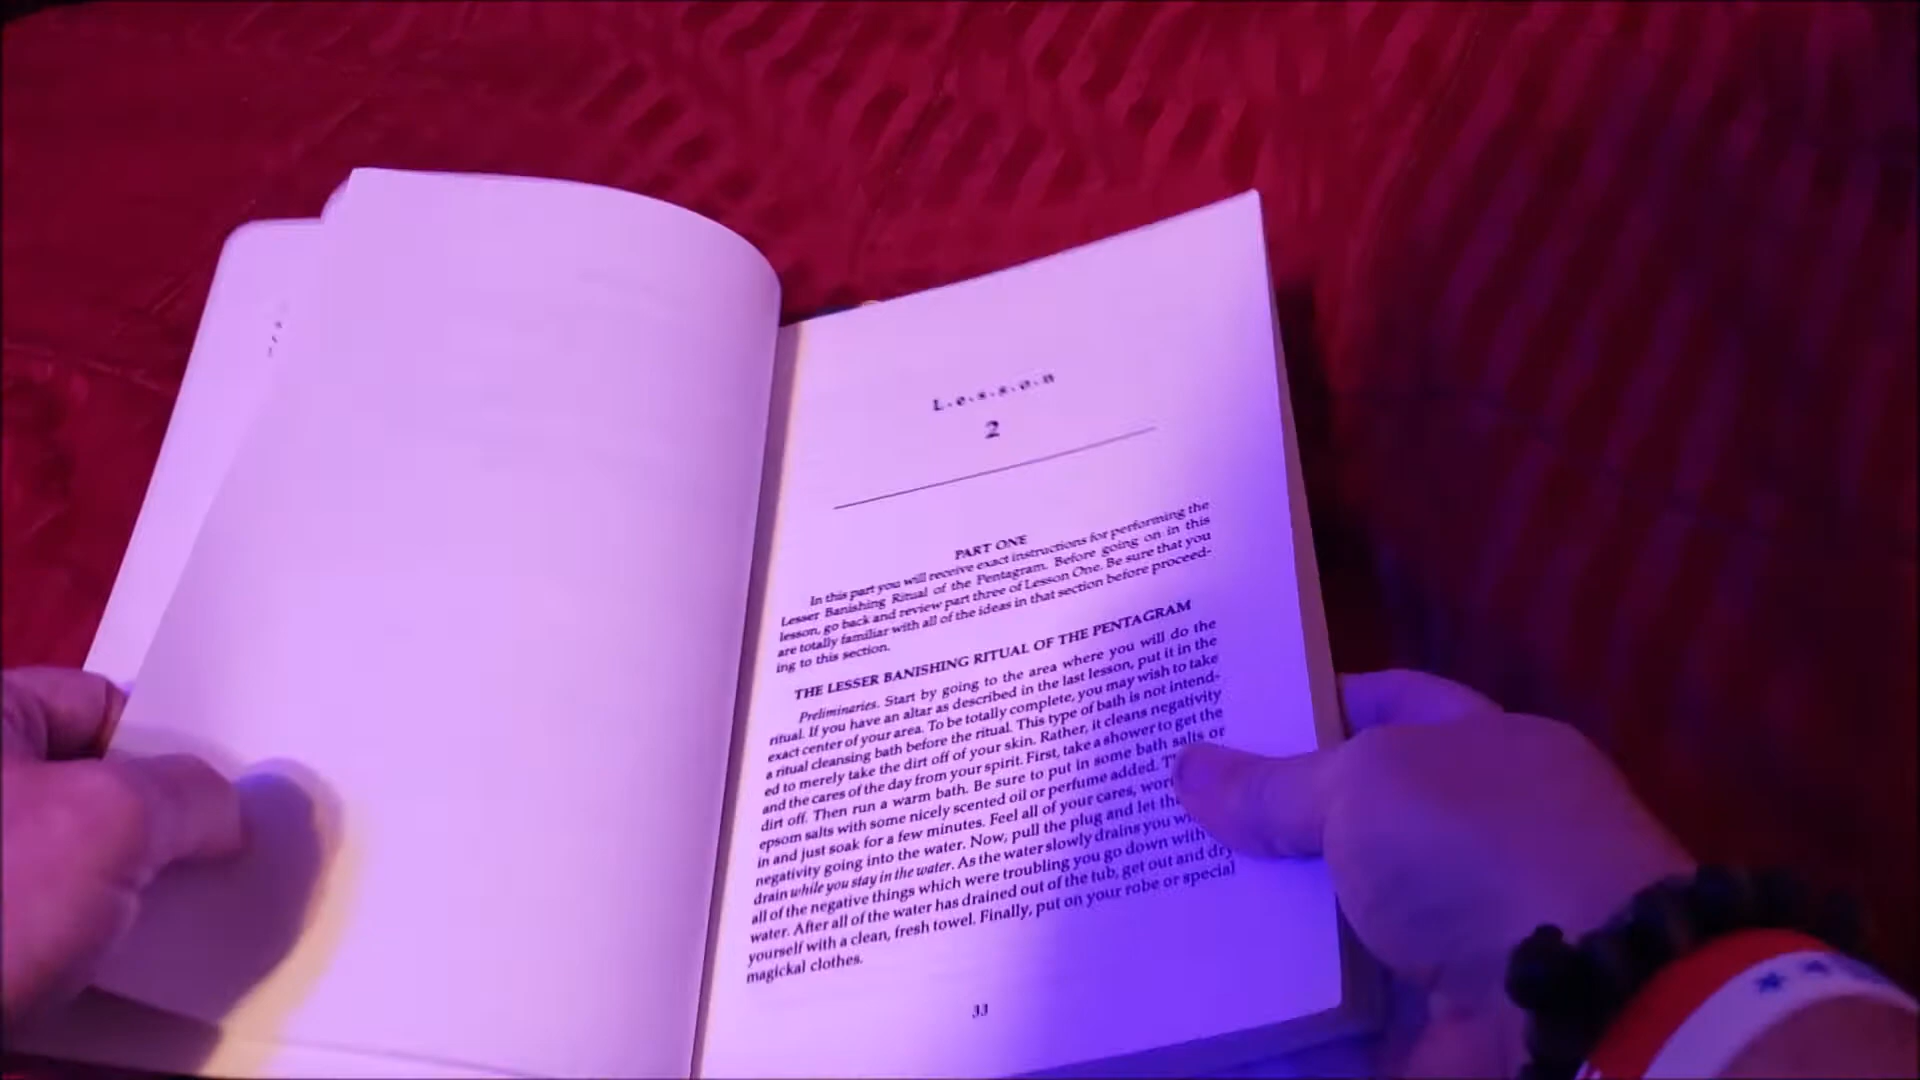 L.e.s.s.o.n
2
PART ONE
In this part you will receive exact instructions for performing the
Lesser Banishing Ritual of the Pentagram. Before going on in this
lesson, go back and review part three of Lesson One. Be sure that you
are totally familiar with all of the ideas in that section before proceed-
ing to this section.
THE LESSER BANISHING RITUAL OF THE PENTAGRAM
Preliminaries. Start by going to the area where you will do the
ritual. If you have an altar as described in the last lesson, put it in the
exact center of your area. To be totally complete, you may wish to take
a ritual cleansing bath before the ritual. This type of bath is not intend-
ed to merely take the dirt off of your skin. Rather, it cleans negativity
and the cares of the day from your spirit. First, take a shower to get the
dirt off. Then run a warm bath. Be sure to put in some bath salts or
epsom salts with some nicely scented oil or perfume added.
in and just soak for a few minutes. Feel all of your cares,
negativity going into the water. Now, pull the plug and let
drain while you stay in the water. As the water slowly drains you
all of the negative things which were troubling you go down with
water. After all of the water has drained out of the tub, get out and dry
yourself with a clean, fresh towel. Finally, put on your robe or special
magickal clothes.
33